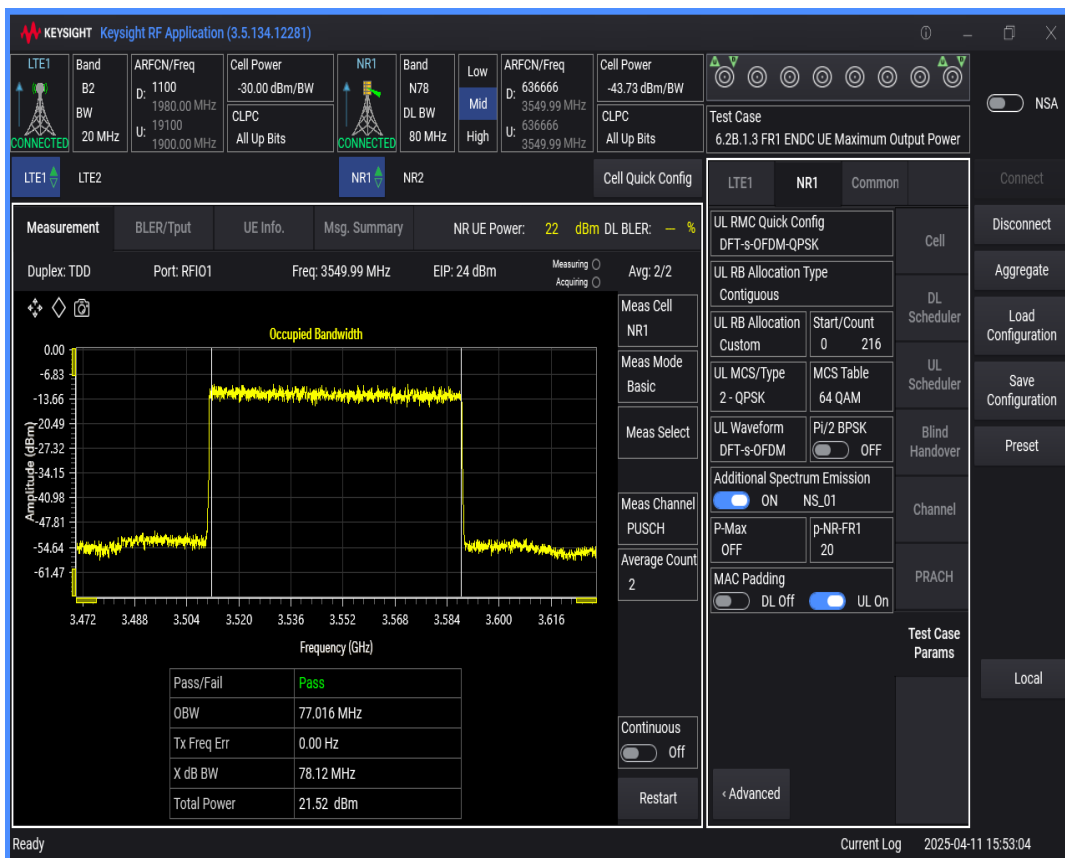 KEYSIGHT Keysight RF Application (3.5.134.12281)
LTE1
CONNECTED
Band
B2
BW
20 MHz
ARFCN/Freq
D: 1100
1980.00 MHz
U: 19100
1900.00 MHz
Cell Power
-30.00 dBm/BW
CLPC
All Up Bits
NR1
CONNECTED
Band
N78
DL BW
80 MHz
Low
Mid
High
ARFCN/Freq
D: 636666
3549.99 MHz
U: 636666
3549.99 MHz
Cell Power
-43.73 dBm/BW
CLPC
All Up Bits
Test Case
6.2B.1.3 FR1 ENDC UE Maximum Output Power
NSA
LTE1 LTE2 NR1 NR2 Cell Quick Config
Measurement BLER/Tput UE Info. Msg. Summary NR UE Power: 22 dBm DL BLER: — %
Duplex: TDD Port: RFIO1 Freq: 3549.99 MHz EIP: 24 dBm Measuring Acquiring Avg: 2/2
Occupied Bandwidth
0.00
-6.83
-13.66
-20.49
-27.32
-34.15
-40.98
-47.81
-54.64
-61.47
Amplitude (dBm)
3.472 3.488 3.504 3.520 3.536 3.552 3.568 3.584 3.600 3.616
Frequency (GHz)
Pass/Fail Pass
OBW 77.016 MHz
Tx Freq Err 0.00 Hz
X dB BW 78.12 MHz
Total Power 21.52 dBm
Meas Cell
NR1
Meas Mode
Basic
Meas Select
Meas Channel
PUSCH
Average Count
2
Continuous
Off
Restart
LTE1 NR1 Common
UL RMC Quick Config
DFT-s-OFDM-QPSK
UL RB Allocation Type
Contiguous
UL RB Allocation Start/Count
Custom 0 216
UL MCS/Type MCS Table
2 - QPSK 64 QAM
UL Waveform Pi/2 BPSK
DFT-s-OFDM OFF
Additional Spectrum Emission
ON NS_01
P-Max p-NR-FR1
OFF 20
MAC Padding
DL Off UL On
‹ Advanced
Cell
DL
Scheduler
UL
Scheduler
Blind
Handover
Channel
PRACH
Test Case
Params
Connect
Disconnect
Aggregate
Load
Configuration
Save
Configuration
Preset
Local
Ready Current Log 2025-04-11 15:53:04